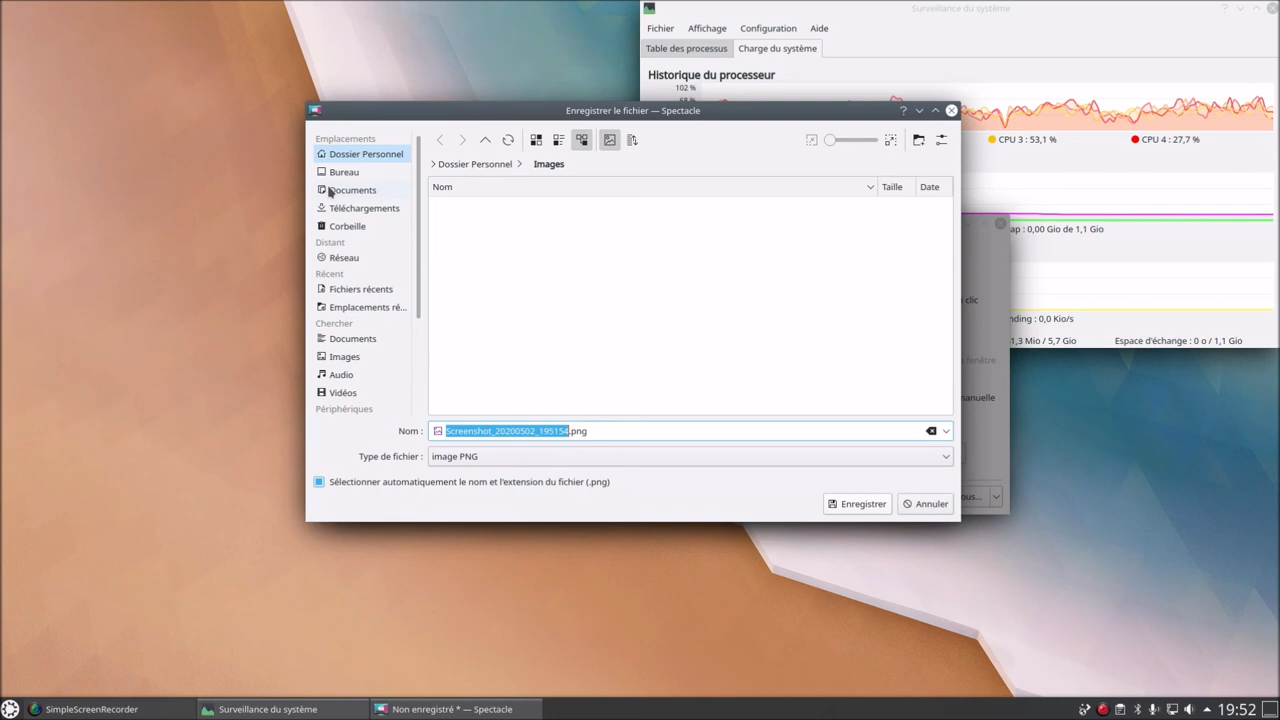 Surveillance du système
Fichier Affichage Configuration Aide
Table des processus Charge du système
Historique du processeur
102 %
Enregistrer le fichier — Spectacle
CPU 3 : 53,1 % CPU 4 : 27,7 %
Emplacements
Dossier Personnel
Bureau
Documents
Téléchargements
Corbeille
Distant
Réseau
Récent
Fichiers récents
Emplacements ré...
Chercher
Documents
Images
Audio
Vidéos
Périphériques
Dossier Personnel Images
Nom Taille Date
ap : 0,00 Gio de 1,1 Gio
clic
nding : 0,0 Kio/s
1,3 Mio / 5,7 Gio Espace d'échange : 0 o / 1,1 Gio
fenêtre
manuelle
Nom : Screenshot_20200502_195154.png
Type de fichier : image PNG
Sélectionner automatiquement le nom et l'extension du fichier (.png)
ous...
Enregistrer Annuler
SimpleScreenRecorder Surveillance du système Non enregistré * — Spectacle 19:52